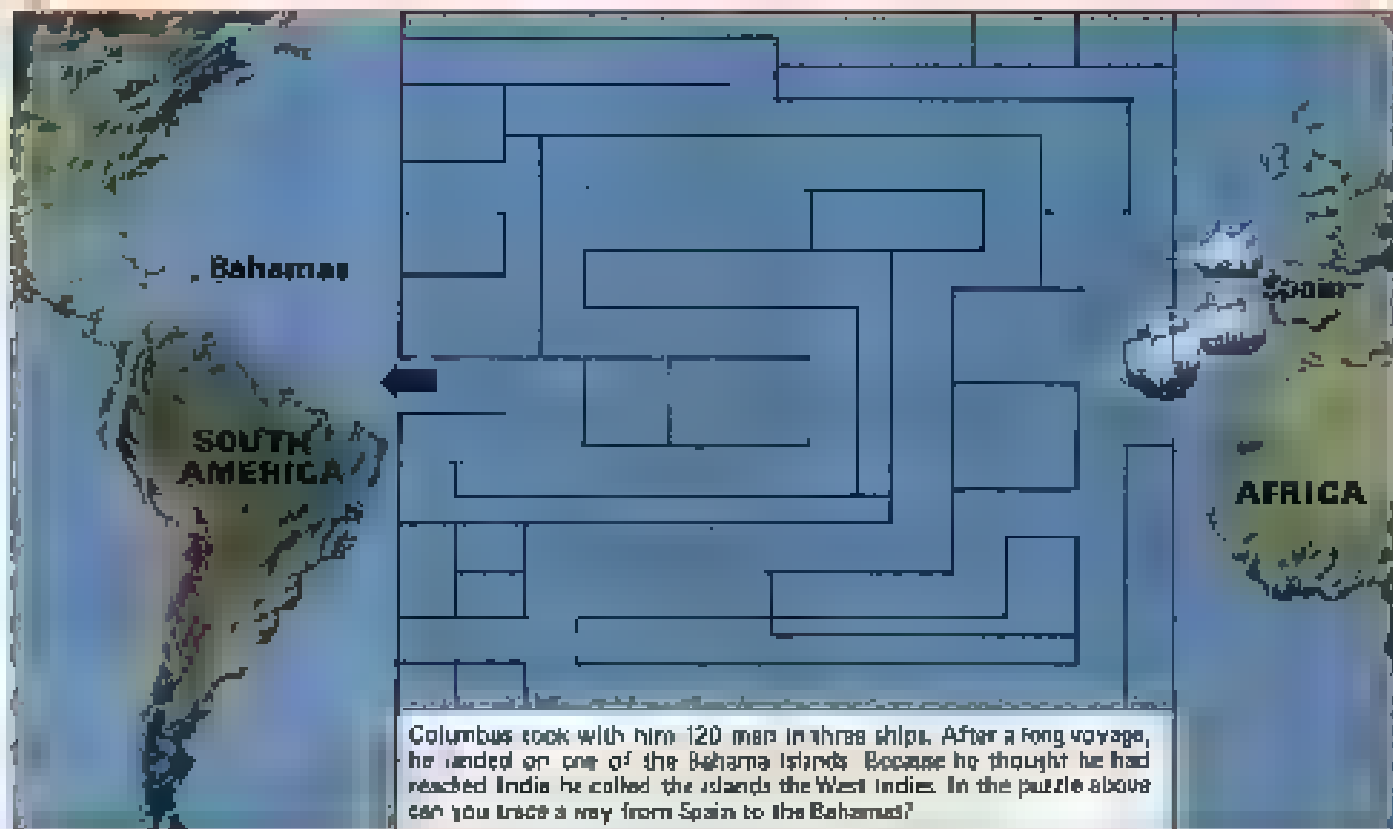 Bahamas
Spain
SOUTH
AMERICA
AFRICA
Columbus took with him 120 men in three ships. After a long voyage,
he landed on one of the Bahama Islands. Because he thought he had
reached India he called the islands the West Indies. In the puzzle above
can you trace a way from Spain to the Bahamas?